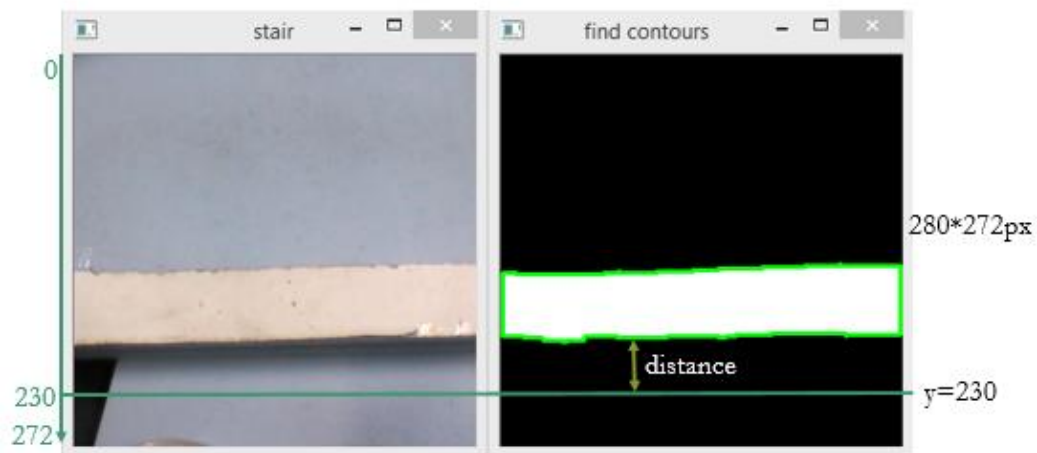 stair
find contours
0
280*272px
distance
230
y=230
272